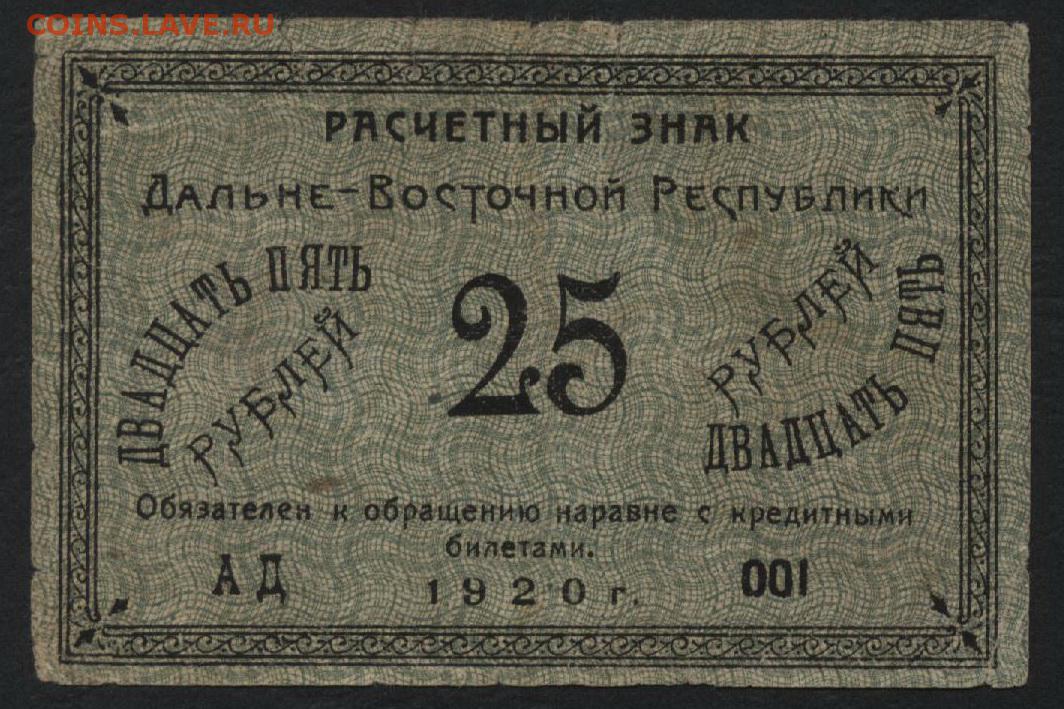 COINS.LAVE.RU
РАСЧЕТНЫЙ ЗНАК
ДАЛЬНЕ-ВОСТОЧНОЙ РЕСПУБЛИКИ
ДВАДЦАТЬ ПЯТЬ
РУБЛЕЙ
25
РУБЛЕЙ
ДВАДЦАТЬ ПЯТЬ
Обязателен к обращению наравне с кредитными
билетами.
АД
1920 г.
001